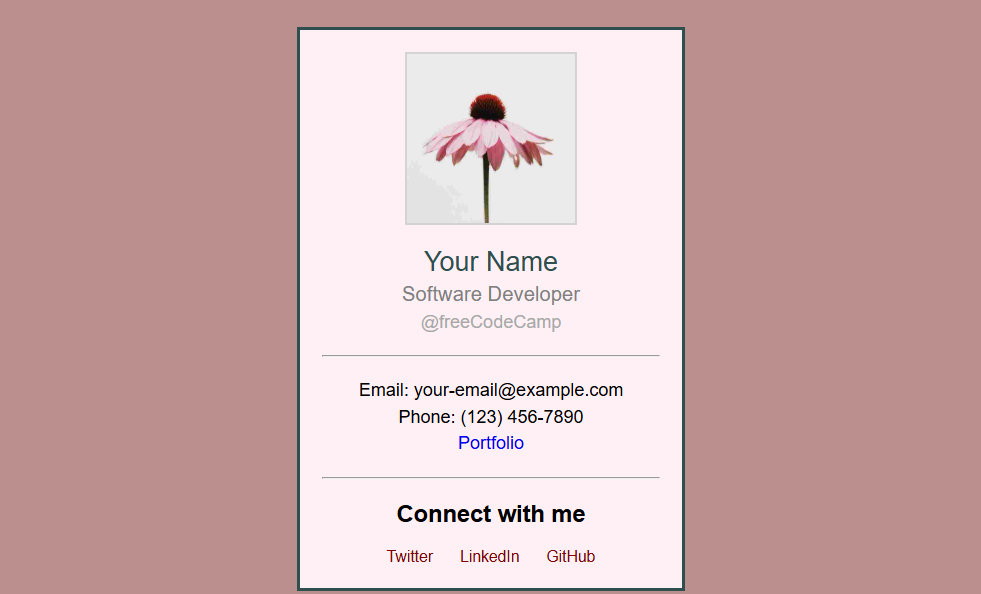 Your Name
Software Developer
@freeCodeCamp
Email: your-email@example.com
Phone: (123) 456-7890
Portfolio
Connect with me
Twitter LinkedIn GitHub